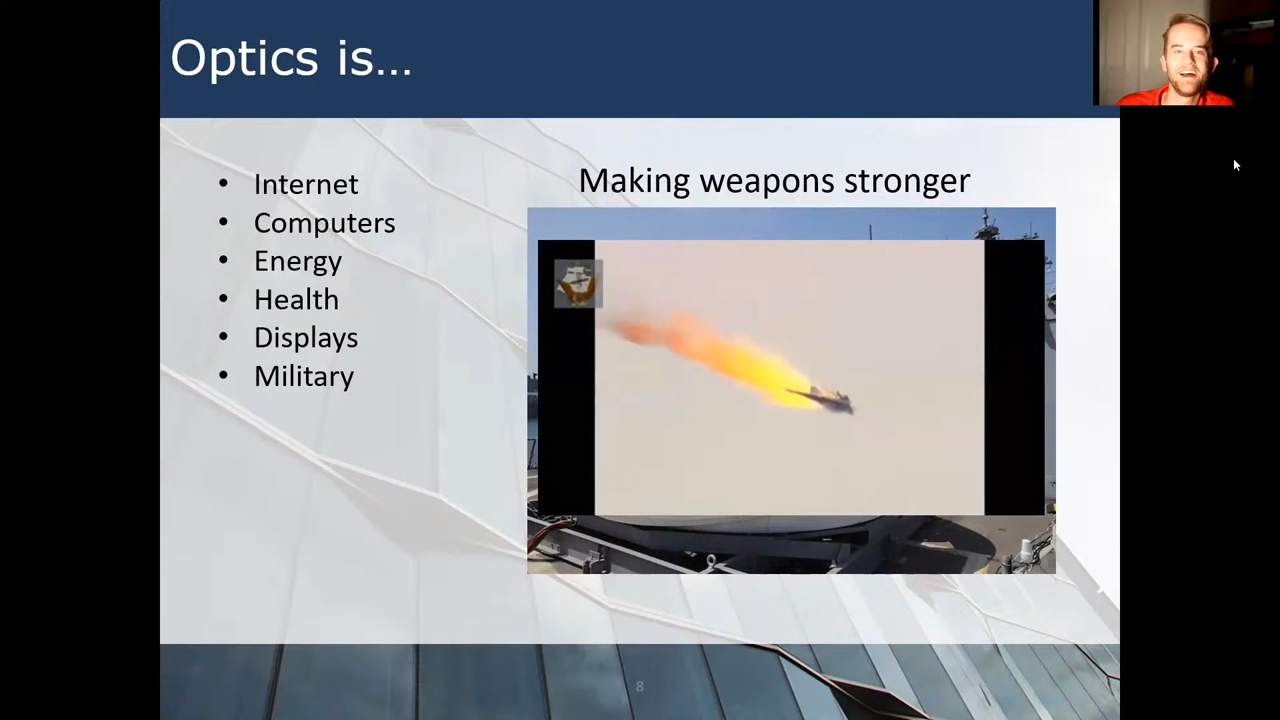 Optics is...
• Internet
• Computers
• Energy
• Health
• Displays
• Military
Making weapons stronger
8